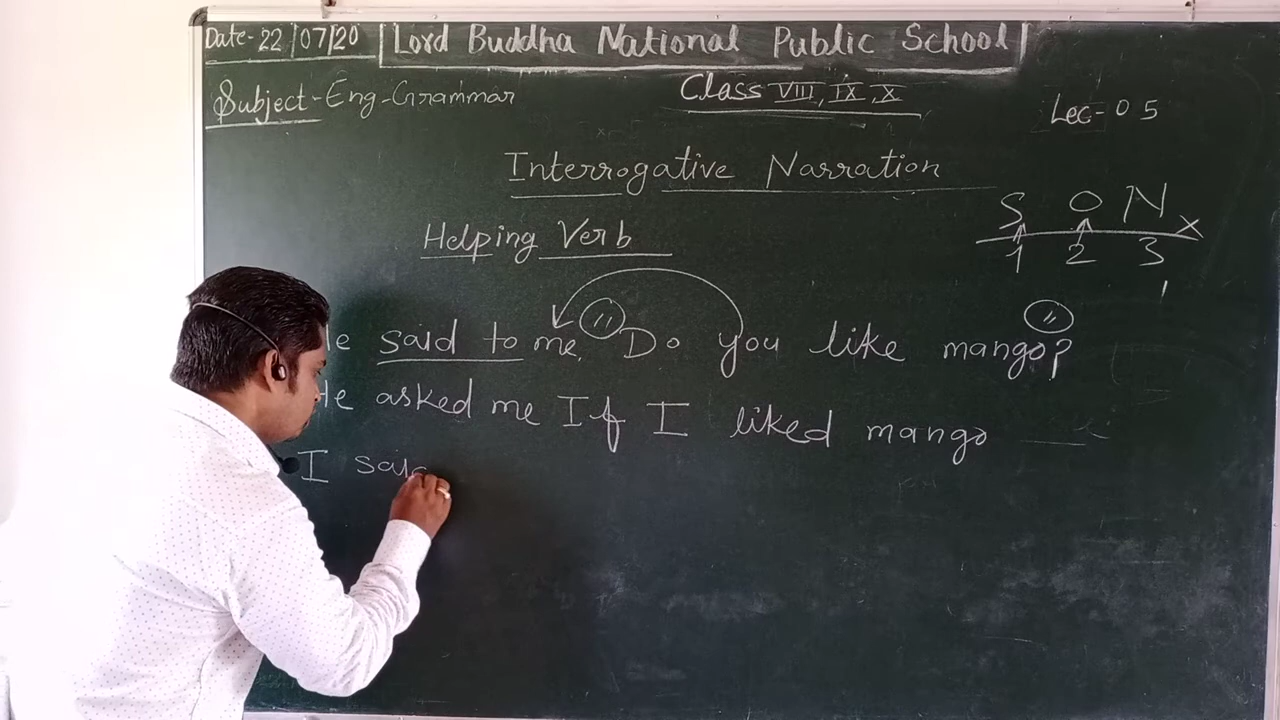 Date-22/07/20 Lord Buddha National Public School
Subject-Eng-Grammar Class VIII, IX, X Lec-05
Interrogative Narration
S O N
x
1 2 3
Helping Verb
said to me, " Do you like mango?"
asked me If I liked mango
I said